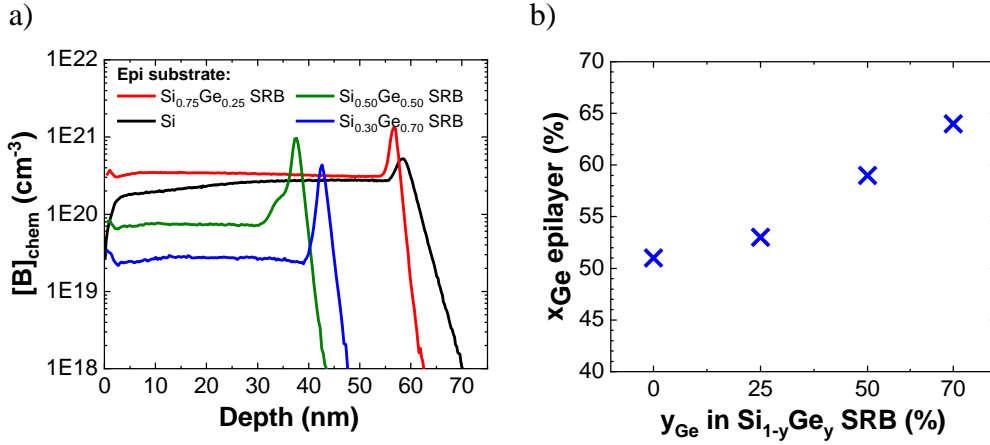 a)
1E22
1E21
1E20
1E19
1E18
[B]chem (cm-3)
Epi substrate:
Si0.75Ge0.25 SRB
Si0.50Ge0.50 SRB
Si
Si0.30Ge0.70 SRB
0 10 20 30 40 50 60 70
Depth (nm)
b)
70
65
60
55
50
45
40
xGe epilayer (%)
0 25 50 70
yGe in Si1-yGey SRB (%)